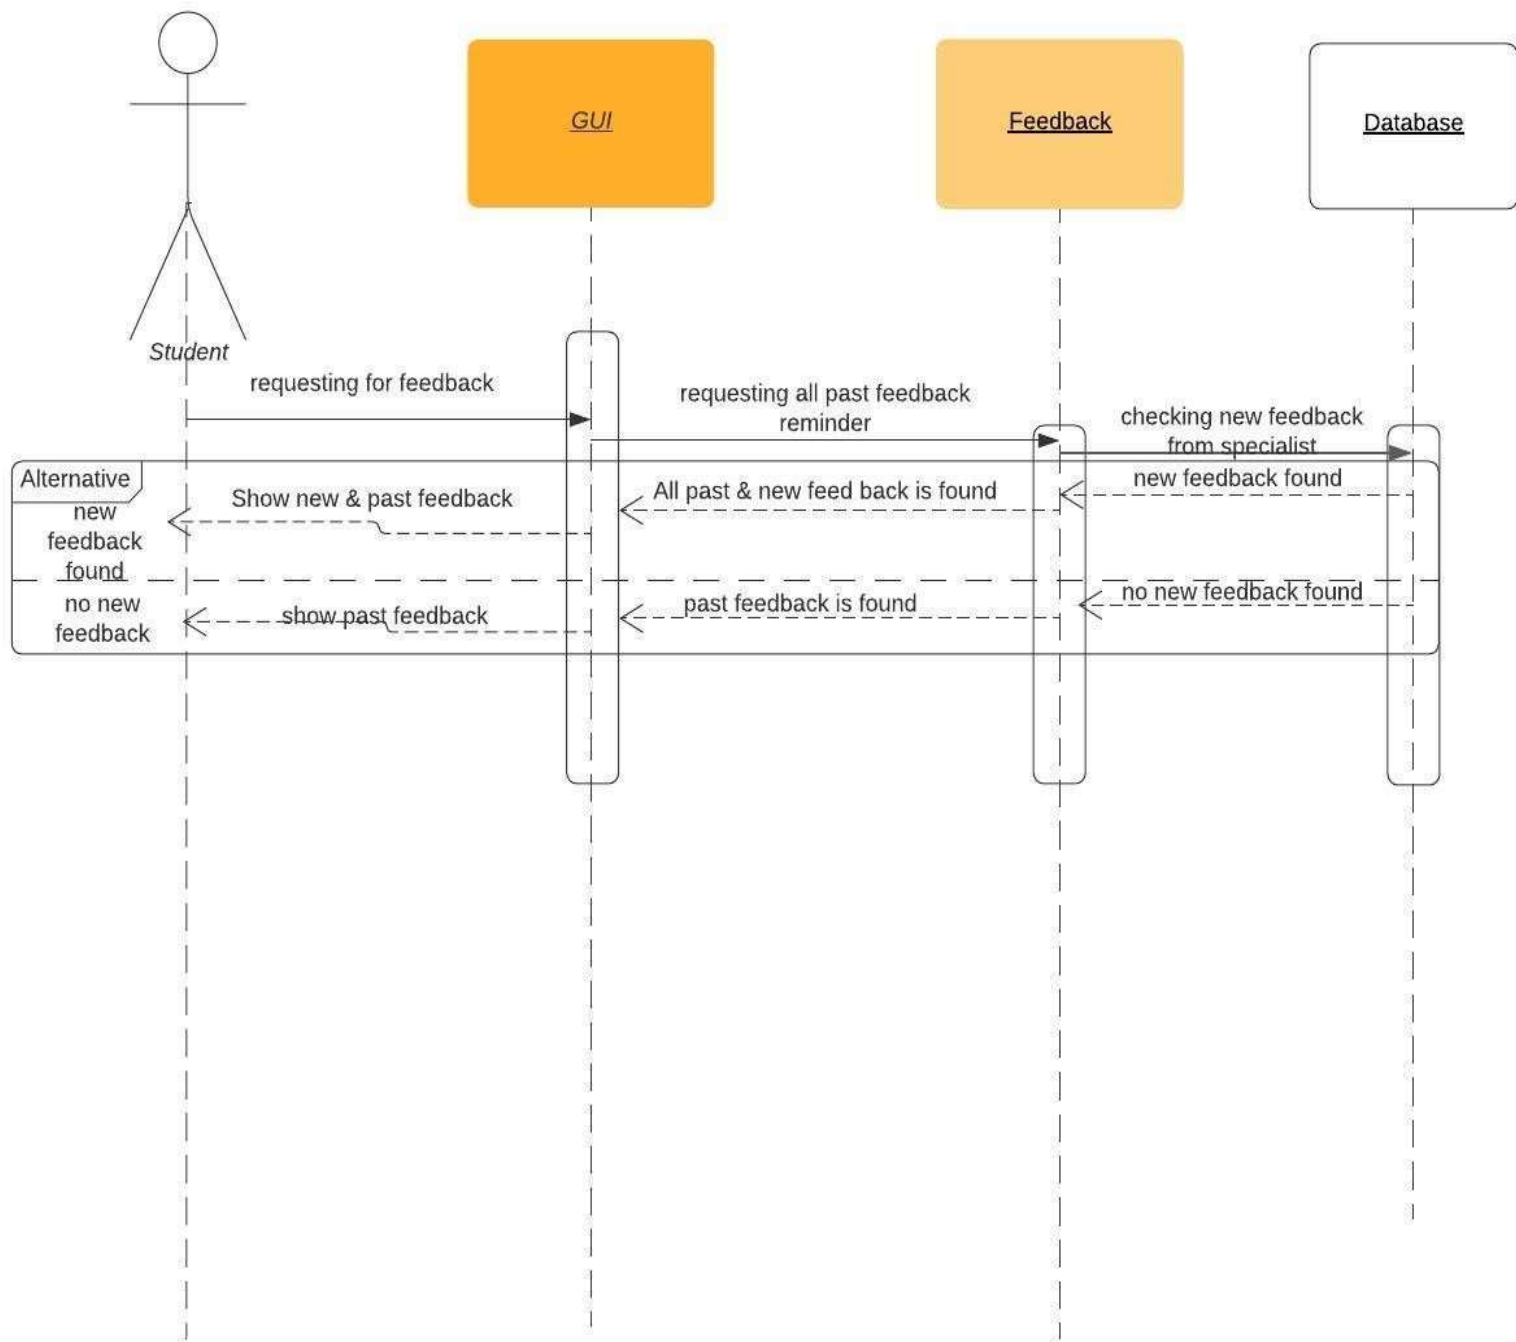 GUI
Feedback
Database
Student
requesting for feedback
requesting all past feedback
reminder
checking new feedback
from specialist
Alternative
new
feedback
found
Show new & past feedback
All past & new feed back is found
new feedback found
no new
feedback
show past feedback
past feedback is found
no new feedback found